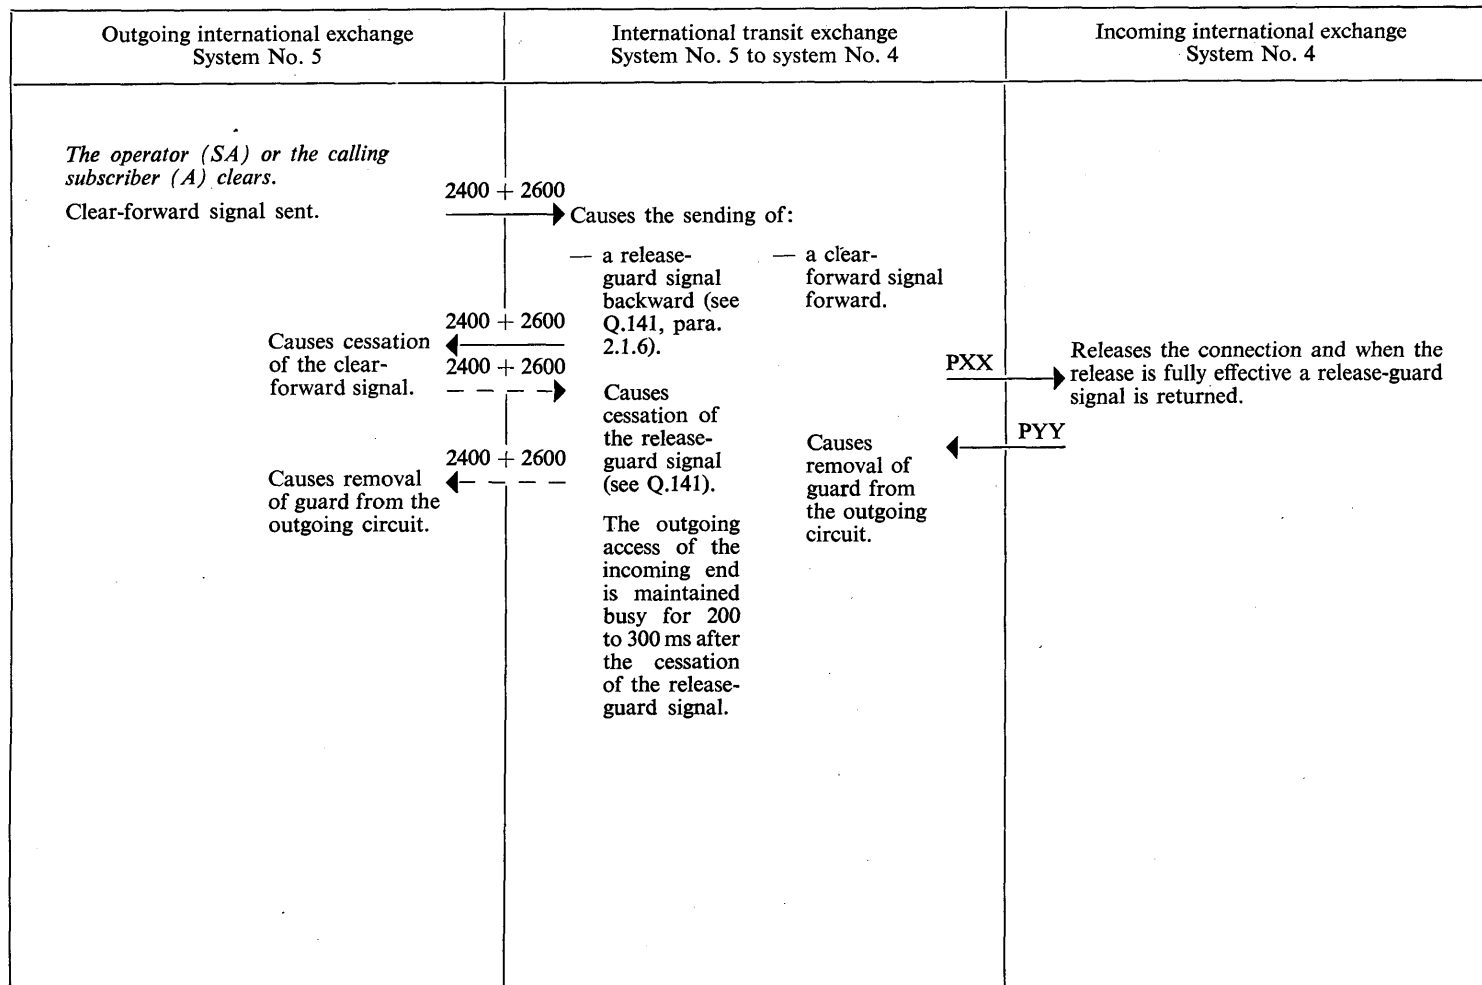 Outgoing international exchange
System No. 5
International transit exchange
System No. 5 to system No. 4
Incoming international exchange
System No. 4
The operator (SA) or the calling
subscriber (A) clears.
Clear-forward signal sent.
2400 + 2600
Causes the sending of:
— a release-
guard signal
backward (see
Q.141, para.
2.1.6).
— a clear-
forward signal
forward.
2400 + 2600
Causes cessation
of the clear-
forward signal.
2400 + 2600
PXX
Releases the connection and when the
release is fully effective a release-guard
signal is returned.
Causes
cessation of
the release-
guard signal
(see Q.141).
PYY
Causes
removal of
guard from
the outgoing
circuit.
2400 + 2600
Causes removal
of guard from the
outgoing circuit.
The outgoing
access of the
incoming end
is maintained
busy for 200
to 300 ms after
the cessation
of the release-
guard signal.